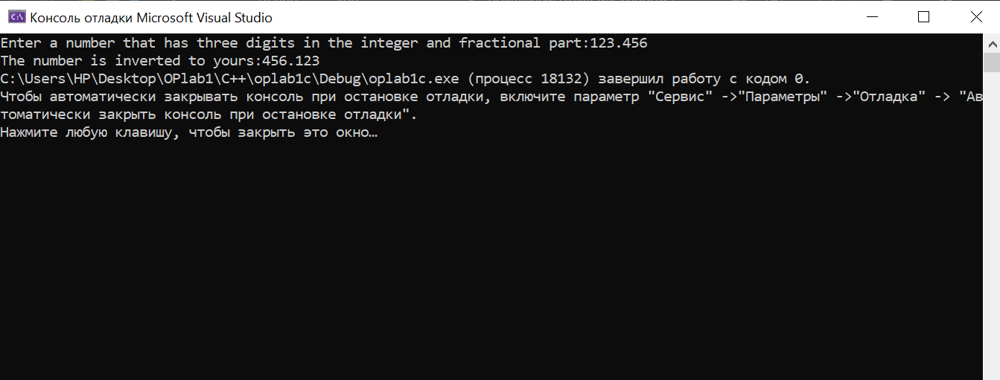 Консоль отладки Microsoft Visual Studio
Enter a number that has three digits in the integer and fractional part:123.456
The number is inverted to yours:456.123
C:\Users\HP\Desktop\OPlab1\C++\oplab1c\Debug\oplab1c.exe (процесс 18132) завершил работу с кодом 0.
Чтобы автоматически закрывать консоль при остановке отладки, включите параметр "Сервис" ->"Параметры" ->"Отладка" -> "Ав
томатически закрыть консоль при остановке отладки".
Нажмите любую клавишу, чтобы закрыть это окно…